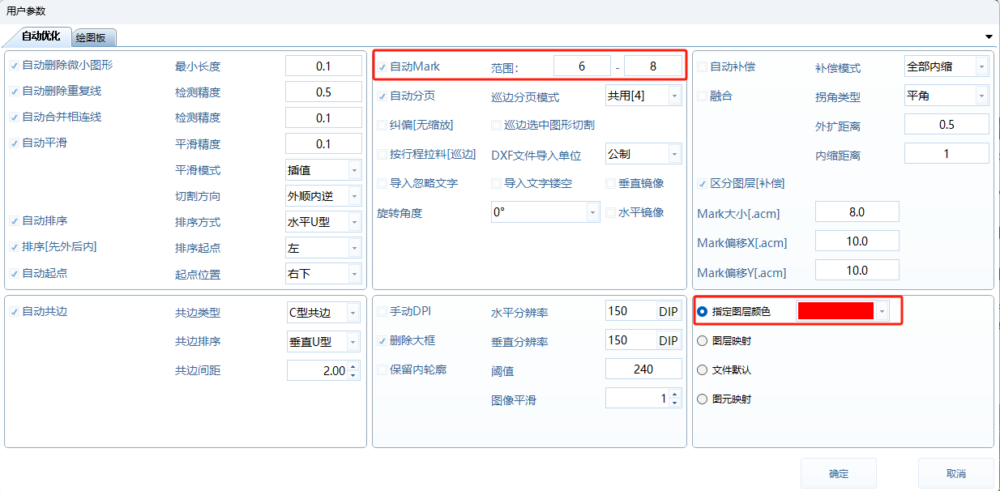 用户参数
自动优化 绘图板
自动删除微小图形 最小长度 0.1
自动删除重复线 检测精度 0.5
自动合并相连线 检测精度 0.1
自动平滑 平滑精度 0.1
平滑模式 插值
切割方向 外顺内逆
自动排序 排序方式 水平U型
排序[先外后内] 排序起点 左
自动起点 起点位置 右下
自动Mark 范围: 6 - 8
自动分页 巡边分页模式 共用[4]
纠偏[无缩放] 巡边选中图形切割
按行程拉料[巡边] DXF文件导入单位 公制
导入忽略文字 导入文字镂空 垂直镜像
旋转角度 0° 水平镜像
自动补偿 补偿模式 全部内缩
融合 拐角类型 平角
外扩距离 0.5
内缩距离 1
区分图层[补偿]
Mark大小[.acm] 8.0
Mark偏移X[.acm] 10.0
Mark偏移Y[.acm] 10.0
自动共边 共边类型 C型共边
共边排序 垂直U型
共边间距 2.00
手动DPI 水平分辨率 150 DIP
删除大框 垂直分辨率 150 DIP
保留内轮廓 阈值 240
图像平滑 1
指定图层颜色
图层映射
文件默认
图元映射
确定 取消